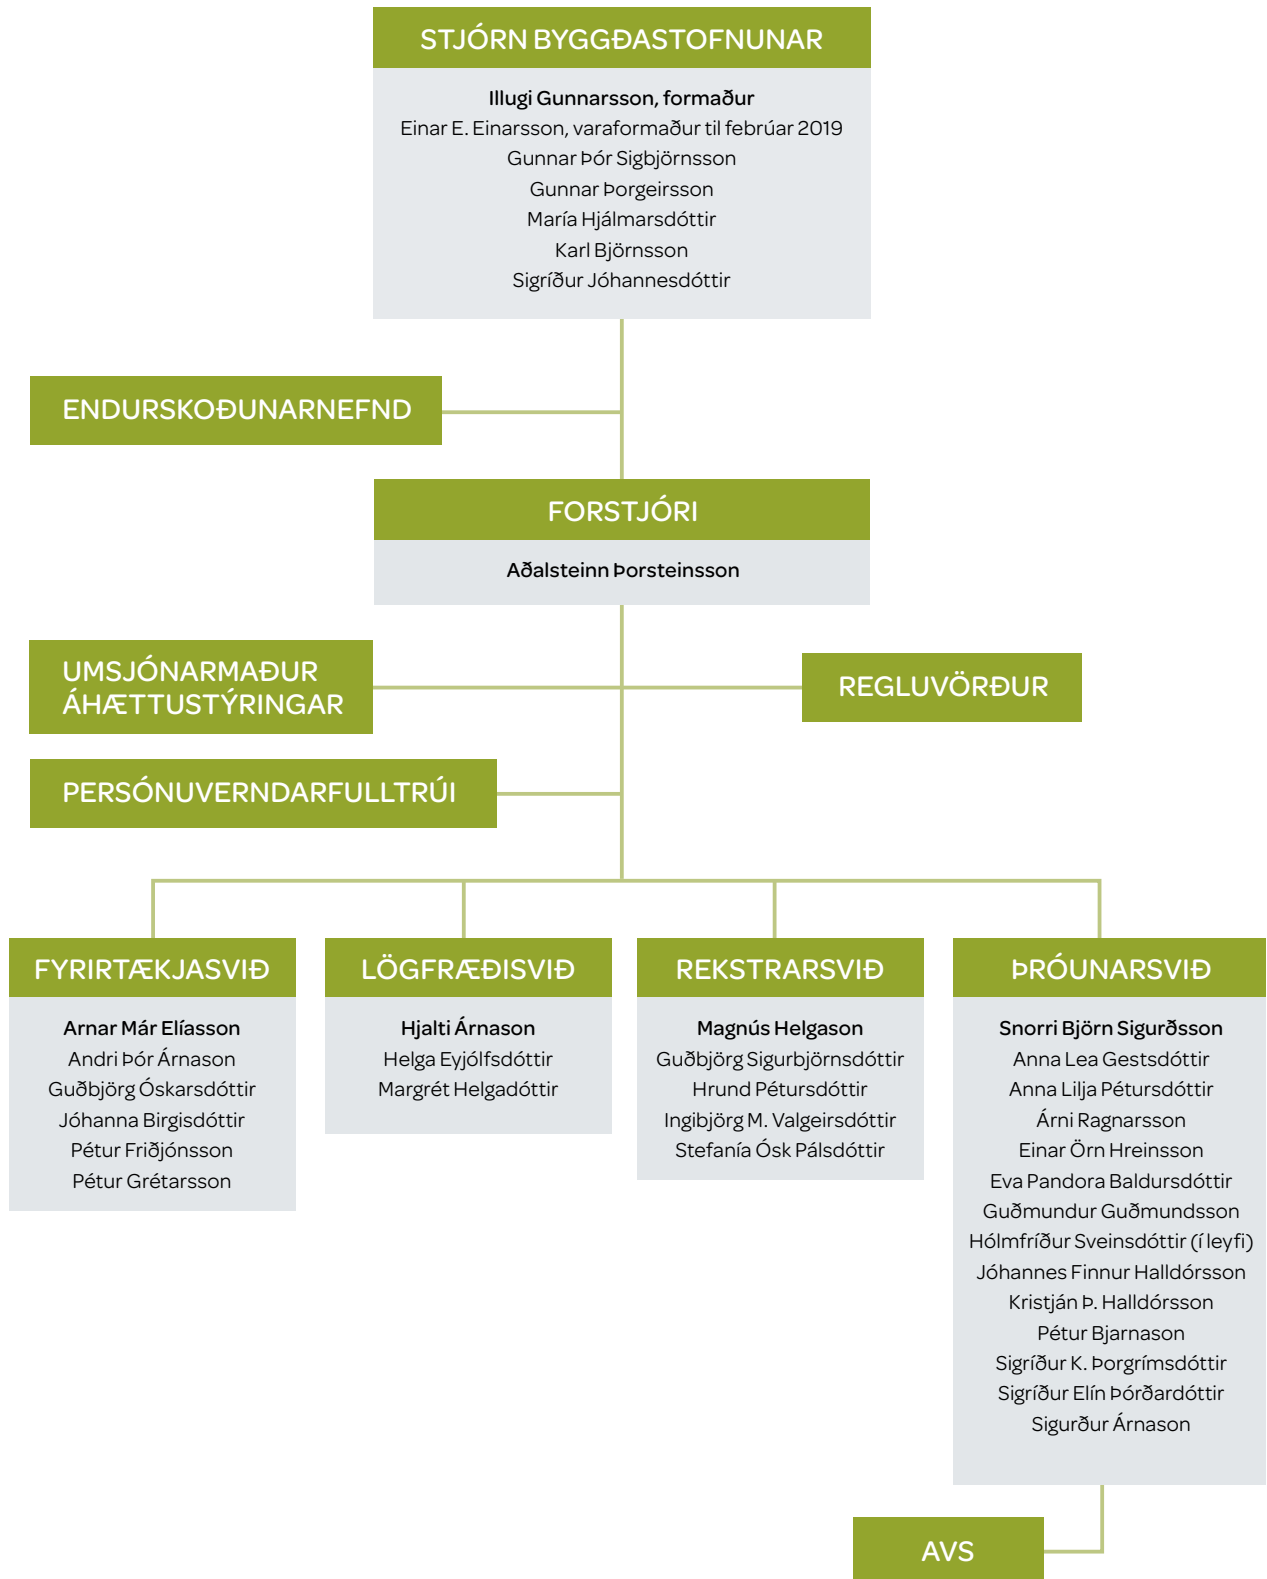 STJÓRN BYGGÐASTOFNUNAR
Illugi Gunnarsson, formaður
Einar E. Einarsson, varaformaður til febrúar 2019
Gunnar Þór Sigbjörnsson
Gunnar Þorgeirsson
María Hjálmarsdóttir
Karl Björnsson
Sigríður Jóhannesdóttir
ENDURSKOÐUNARNEFND
FORSTJÓRI
Aðalsteinn Þorsteinsson
UMSJÓNARMAÐUR
ÁHÆTTUSTÝRINGAR
REGLUVÖRÐUR
PERSÓNUVERNDARFULLTRÚI
FYRIRTÆKJASVIÐ
Arnar Már Elíasson
Andri Þór Árnason
Guðbjörg Óskarsdóttir
Jóhanna Birgisdóttir
Pétur Friðjónsson
Pétur Grétarsson
LÖGFRÆÐISVIÐ
Hjalti Árnason
Helga Eyjólfsdóttir
Margrét Helgadóttir
REKSTRARSVIÐ
Magnús Helgason
Guðbjörg Sigurbjörnsdóttir
Hrund Pétursdóttir
Ingibjörg M. Valgeirsdóttir
Stefanía Ósk Pálsdóttir
ÞRÓUNARSVIÐ
Snorri Björn Sigurðsson
Anna Lea Gestsdóttir
Anna Lilja Pétursdóttir
Árni Ragnarsson
Einar Örn Hreinsson
Eva Pandora Baldursdóttir
Guðmundur Guðmundsson
Hólmfríður Sveinsdóttir (í leyfi)
Jóhannes Finnur Halldórsson
Kristján Þ. Halldórsson
Pétur Bjarnason
Sigríður K. Þorgrímsdóttir
Sigríður Elín Þórðardóttir
Sigurður Árnason
AVS